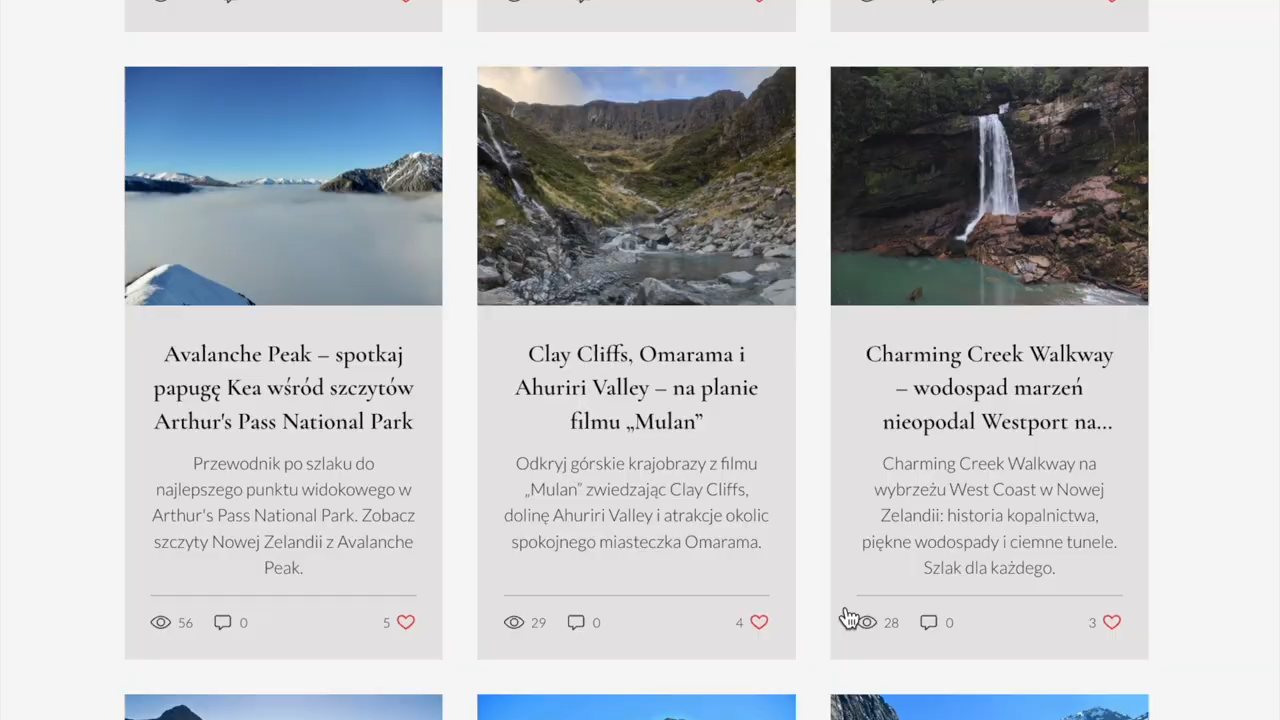 Avalanche Peak – spotkaj
papugę Kea wśród szczytów
Arthur's Pass National Park
Przewodnik po szlaku do
najlepszego punktu widokowego w
Arthur's Pass National Park. Zobacz
szczyty Nowej Zelandii z Avalanche
Peak.
56 0 5
Clay Cliffs, Omarama i
Ahuriri Valley – na planie
filmu „Mulan”
Odkryj górskie krajobrazy z filmu
„Mulan” zwiedzając Clay Cliffs,
dolinę Ahuriri Valley i atrakcje okolic
spokojnego miasteczka Omarama.
29 0 4
Charming Creek Walkway
– wodospad marzeń
nieopodal Westport na...
Charming Creek Walkway na
wybrzeżu West Coast w Nowej
Zelandii: historia kopalnictwa,
piękne wodospady i ciemne tunele.
Szlak dla każdego.
28 0 3